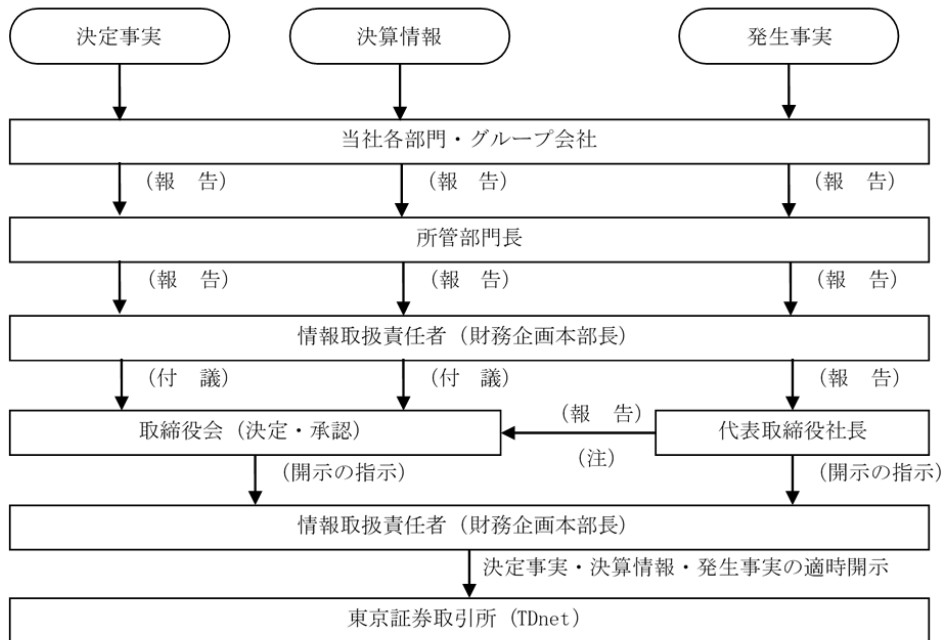 決定事実
決算情報
発生事実
当社各部門・グループ会社
(報 告)
(報 告)
(報 告)
所管部門長
(報 告)
(報 告)
(報 告)
情報取扱責任者(財務企画本部長)
(付 議)
(付 議)
(報 告)
取締役会(決定・承認)
(報 告)
(注)
代表取締役社長
(開示の指示)
(開示の指示)
情報取扱責任者(財務企画本部長)
決定事実・決算情報・発生事実の適時開示
東京証券取引所(TDnet)